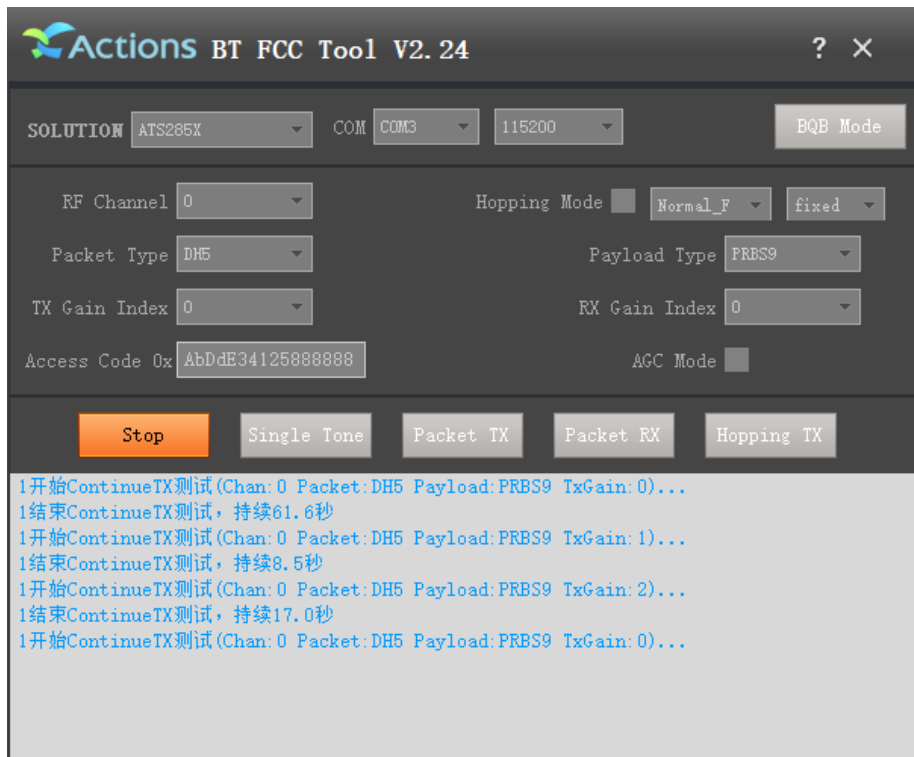 Actions BT FCC Tool V2.24 ? ×
SOLUTION ATS285X COM COM3 115200 BQB Mode
RF Channel 0 Hopping Mode Normal_F fixed
Packet Type DH5 Payload Type PRBS9
TX Gain Index 0 RX Gain Index 0
Access Code 0x AbDdE34125888888 AGC Mode
Stop Single Tone Packet TX Packet RX Hopping TX
1开始ContinueTX测试(Chan:0 Packet:DH5 Payload:PRBS9 TxGain:0)...
1结束ContinueTX测试，持续61.6秒
1开始ContinueTX测试(Chan:0 Packet:DH5 Payload:PRBS9 TxGain:1)...
1结束ContinueTX测试，持续8.5秒
1开始ContinueTX测试(Chan:0 Packet:DH5 Payload:PRBS9 TxGain:2)...
1结束ContinueTX测试，持续17.0秒
1开始ContinueTX测试(Chan:0 Packet:DH5 Payload:PRBS9 TxGain:0)...